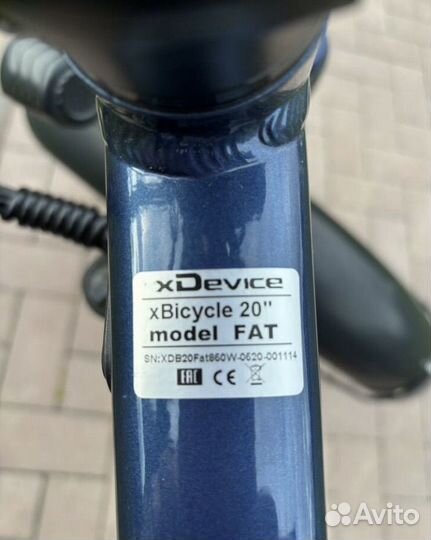 xDevice
xBicycle 20"
model FAT
SN:XDB20Fat860W-0620-001114
EAC CE
Avito